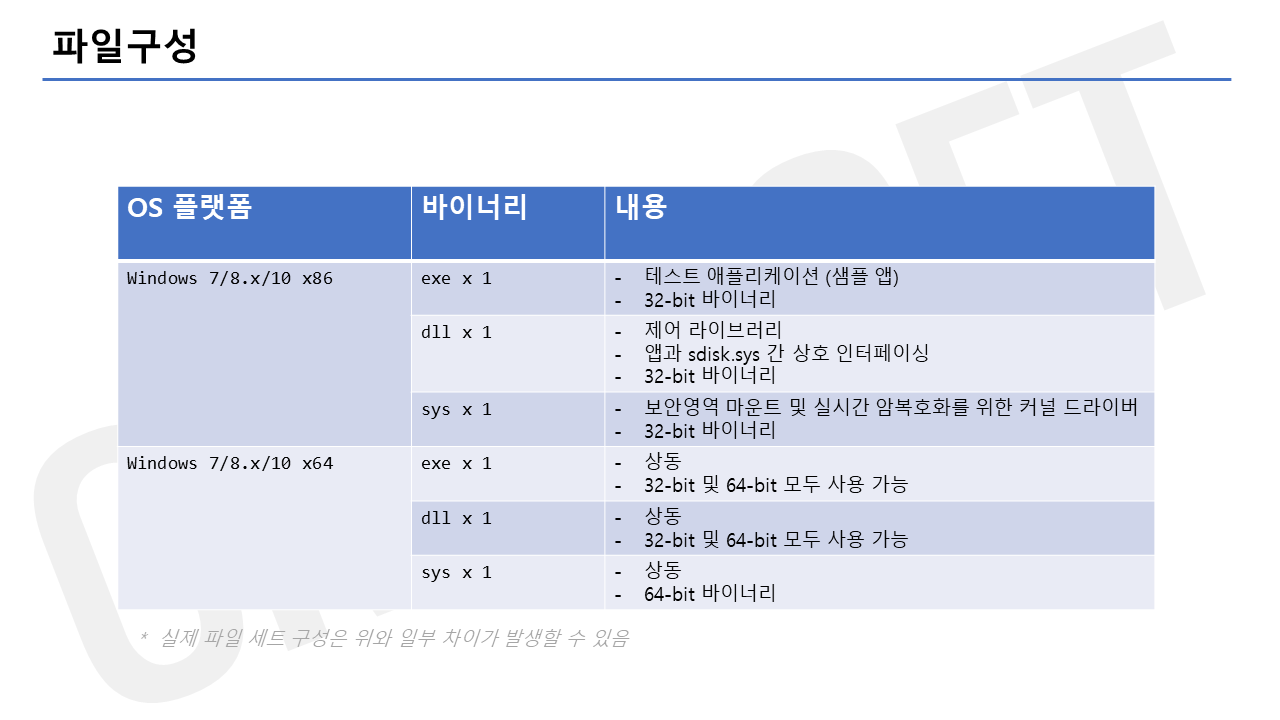 파일구성
OS 플랫폼 바이너리 내용
Windows 7/8.x/10 x86 exe x 1 - 테스트 애플리케이션 (샘플 앱)
- 32-bit 바이너리
dll x 1 - 제어 라이브러리
- 앱과 sdisk.sys 간 상호 인터페이싱
- 32-bit 바이너리
sys x 1 - 보안영역 마운트 및 실시간 암복호화를 위한 커널 드라이버
- 32-bit 바이너리
Windows 7/8.x/10 x64 exe x 1 - 상동
- 32-bit 및 64-bit 모두 사용 가능
dll x 1 - 상동
- 32-bit 및 64-bit 모두 사용 가능
sys x 1 - 상동
- 64-bit 바이너리
* 실제 파일 세트 구성은 위와 일부 차이가 발생할 수 있음